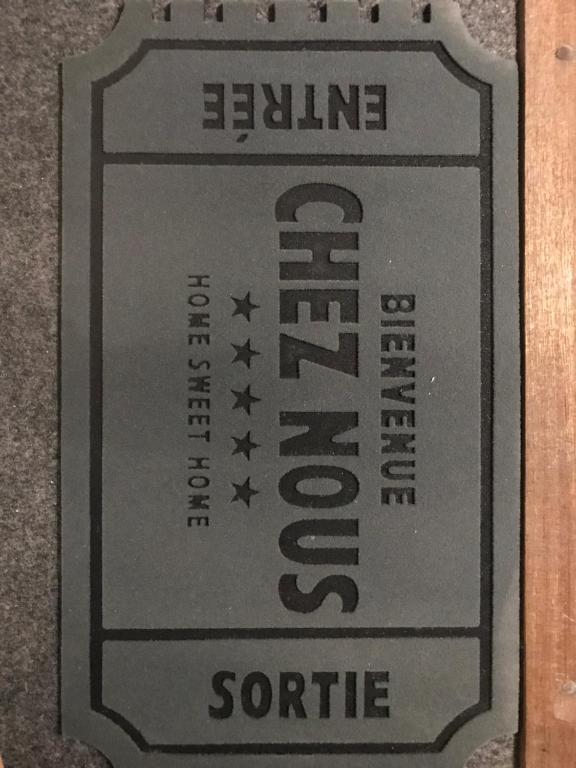 ENTRÉE
BIENVENUE
CHEZ NOUS
★★★★★
HOME SWEET HOME
SORTIE